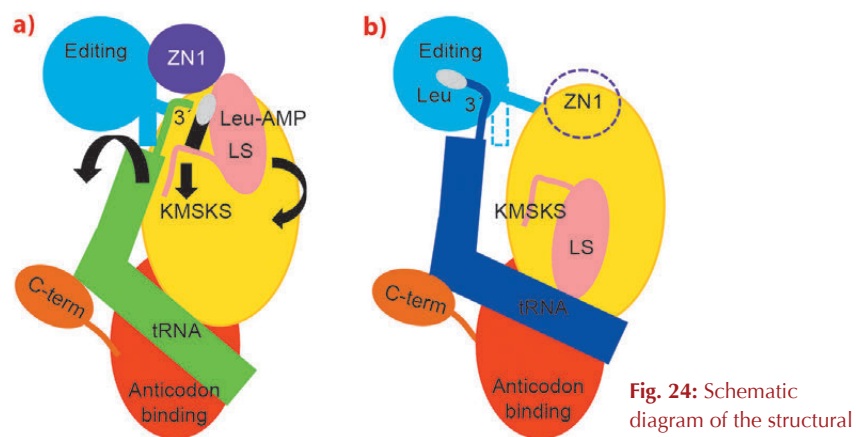 a)
Editing
ZN1
3´
Leu-AMP
LS
KMSKS
C-term
tRNA
Anticodon
binding
b)
Editing
Leu
3´
ZN1
KMSKS
LS
C-term
tRNA
Anticodon
binding
Fig. 24: Schematic
diagram of the structural